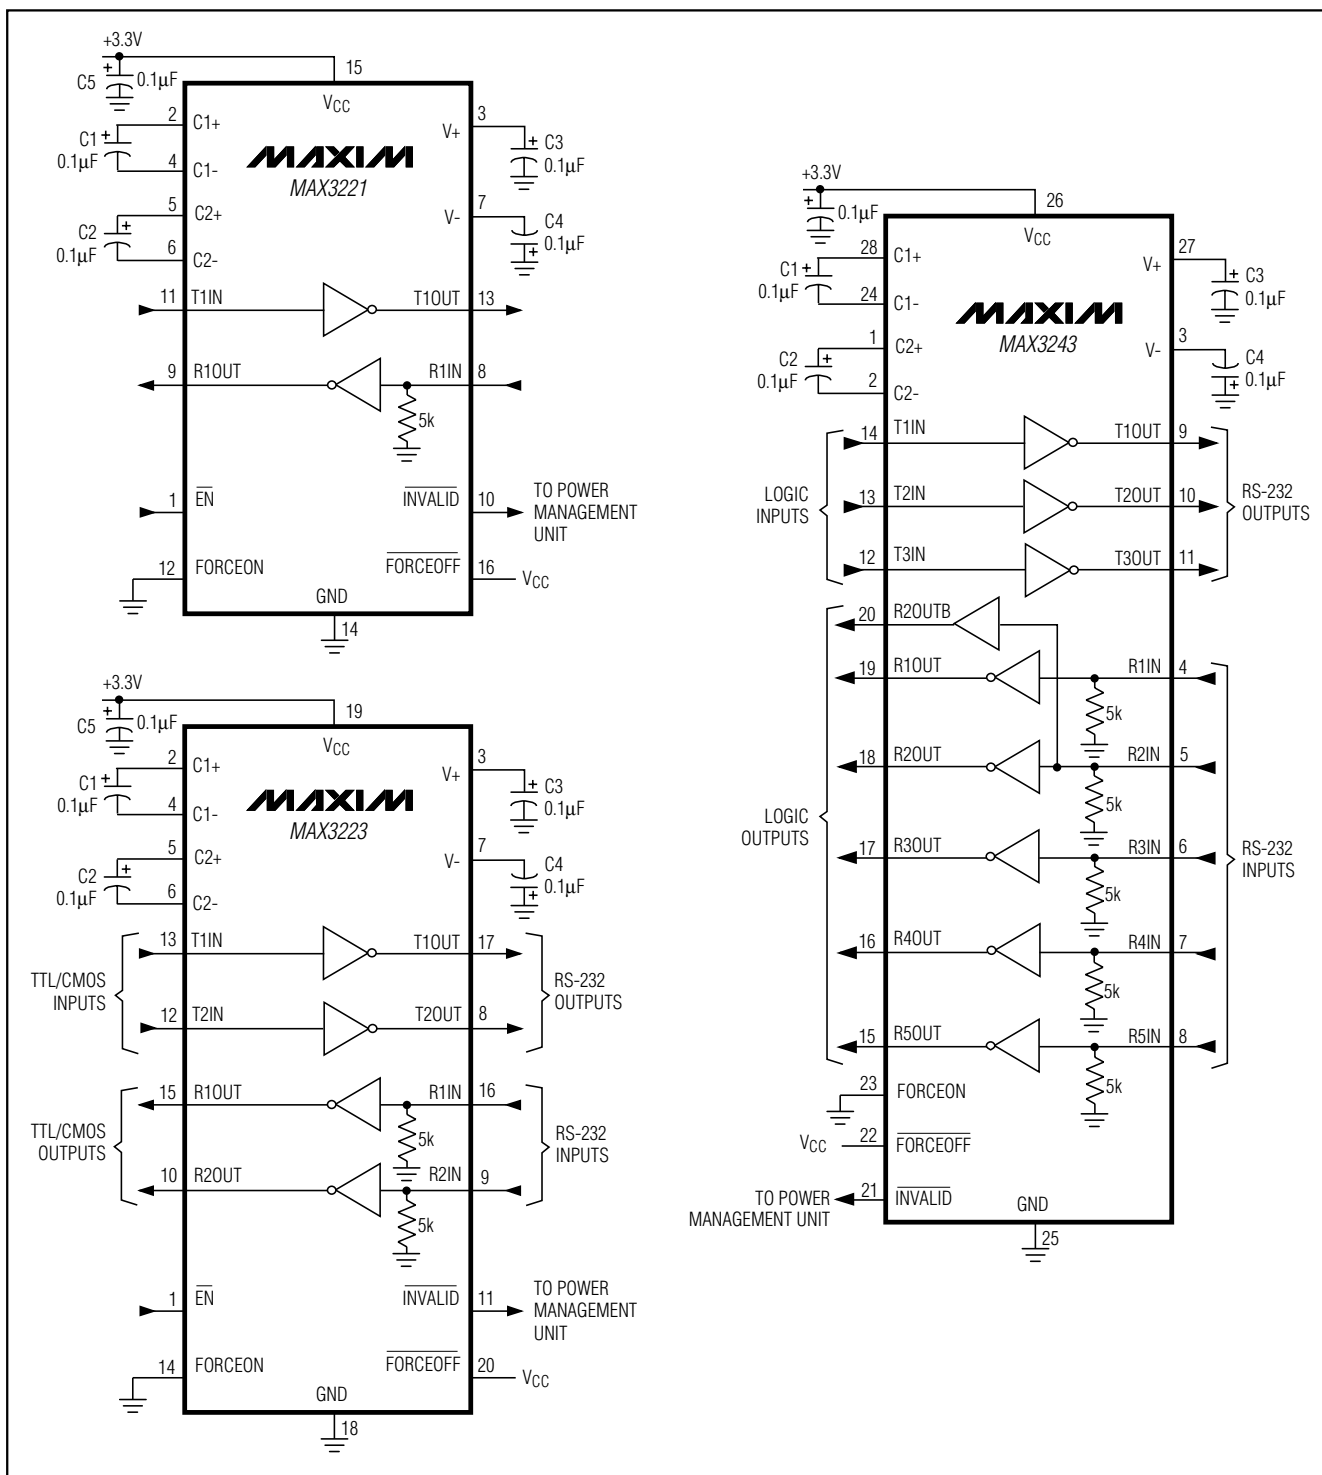 +3.3V
C5
0.1µF
15
VCC
2
C1+
C1
0.1µF
4
C1-
5
C2+
C2
0.1µF
6
C2-
3
V+
C3
0.1µF
7
V-
C4
0.1µF
MAXIM
MAX3221
11
T1IN
T1OUT
13
9
R1OUT
R1IN
8
5k
1
EN
INVALID
10
TO POWER
MANAGEMENT
UNIT
12
FORCEON
FORCEOFF
16
VCC
GND
14
+3.3V
C5
0.1µF
19
VCC
2
C1+
C1
0.1µF
4
C1-
5
C2+
C2
0.1µF
6
C2-
3
V+
C3
0.1µF
7
V-
C4
0.1µF
MAXIM
MAX3223
TTL/CMOS
INPUTS
13
T1IN
T1OUT
17
12
T2IN
T2OUT
8
RS-232
OUTPUTS
TTL/CMOS
OUTPUTS
15
R1OUT
R1IN
16
5k
10
R2OUT
R2IN
9
5k
RS-232
INPUTS
1
EN
INVALID
11
TO POWER
MANAGEMENT
UNIT
14
FORCEON
FORCEOFF
20
VCC
GND
18
+3.3V
0.1µF
26
VCC
28
C1+
C1
0.1µF
24
C1-
1
C2+
C2
0.1µF
2
C2-
27
V+
C3
0.1µF
3
V-
C4
0.1µF
MAXIM
MAX3243
LOGIC
INPUTS
14
T1IN
T1OUT
9
13
T2IN
T2OUT
10
12
T3IN
T3OUT
11
RS-232
OUTPUTS
LOGIC
OUTPUTS
20
R2OUTB
19
R1OUT
R1IN
4
5k
18
R2OUT
R2IN
5
5k
17
R3OUT
R3IN
6
5k
16
R4OUT
R4IN
7
5k
15
R5OUT
R5IN
8
5k
RS-232
INPUTS
23
FORCEON
VCC
22
FORCEOFF
TO POWER
MANAGEMENT UNIT
21
INVALID
GND
25